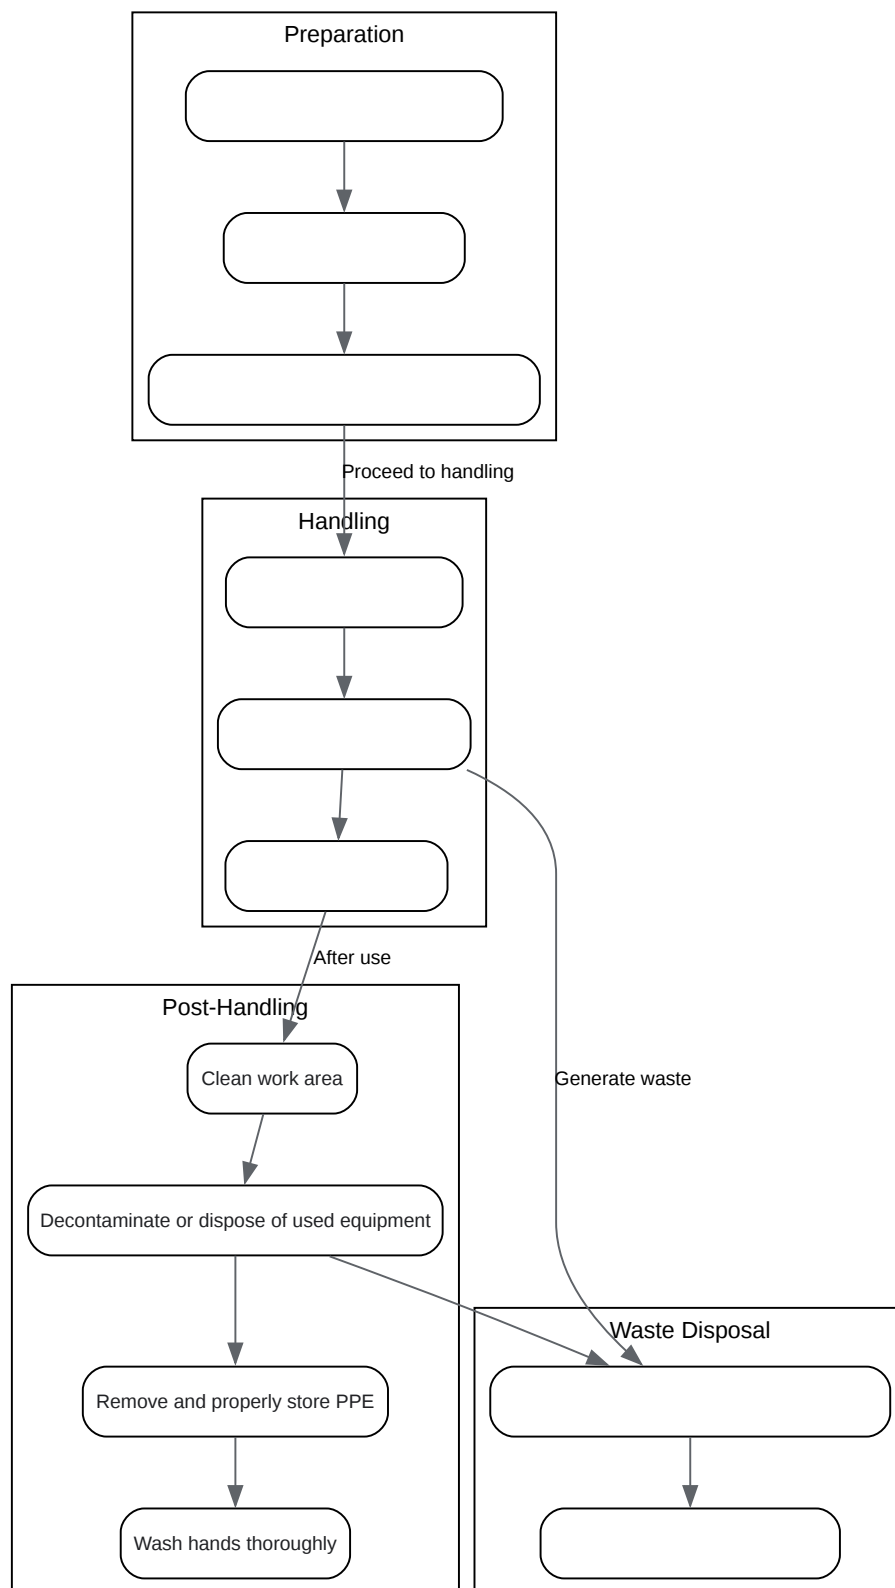 Preparation
Proceed to handling
Handling
After use
Post-Handling
Clean work area
Generate waste
Decontaminate or dispose of used equipment
Waste Disposal
Remove and properly store PPE
Wash hands thoroughly